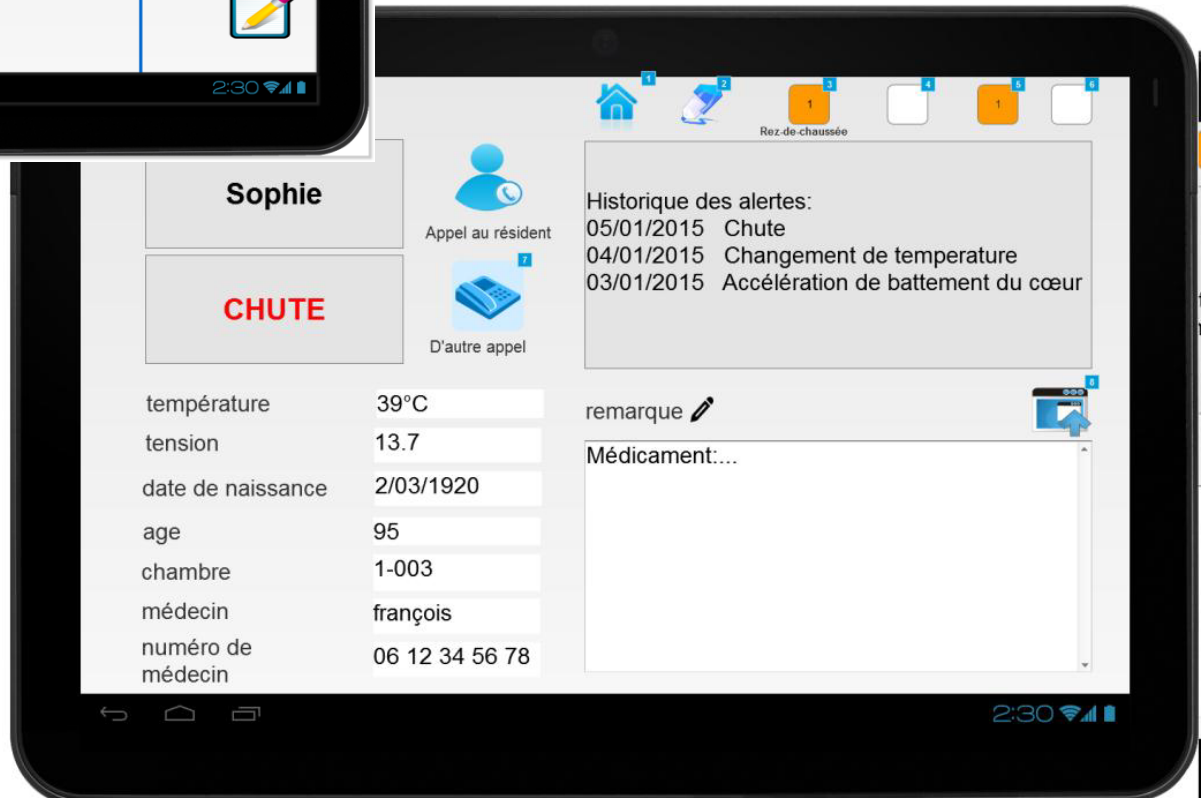 2:30
1
2
1
3
4
1
5
6
Rez-de-chaussée
Sophie
Appel au résident
7
CHUTE
D'autre appel
Historique des alertes:
05/01/2015 Chute
04/01/2015 Changement de temperature
03/01/2015 Accélération de battement du cœur
température 39°C
tension 13.7
date de naissance 2/03/1920
age 95
chambre 1-003
médecin françois
numéro de
médecin 06 12 34 56 78
remarque
8
Médicament:...
2:30